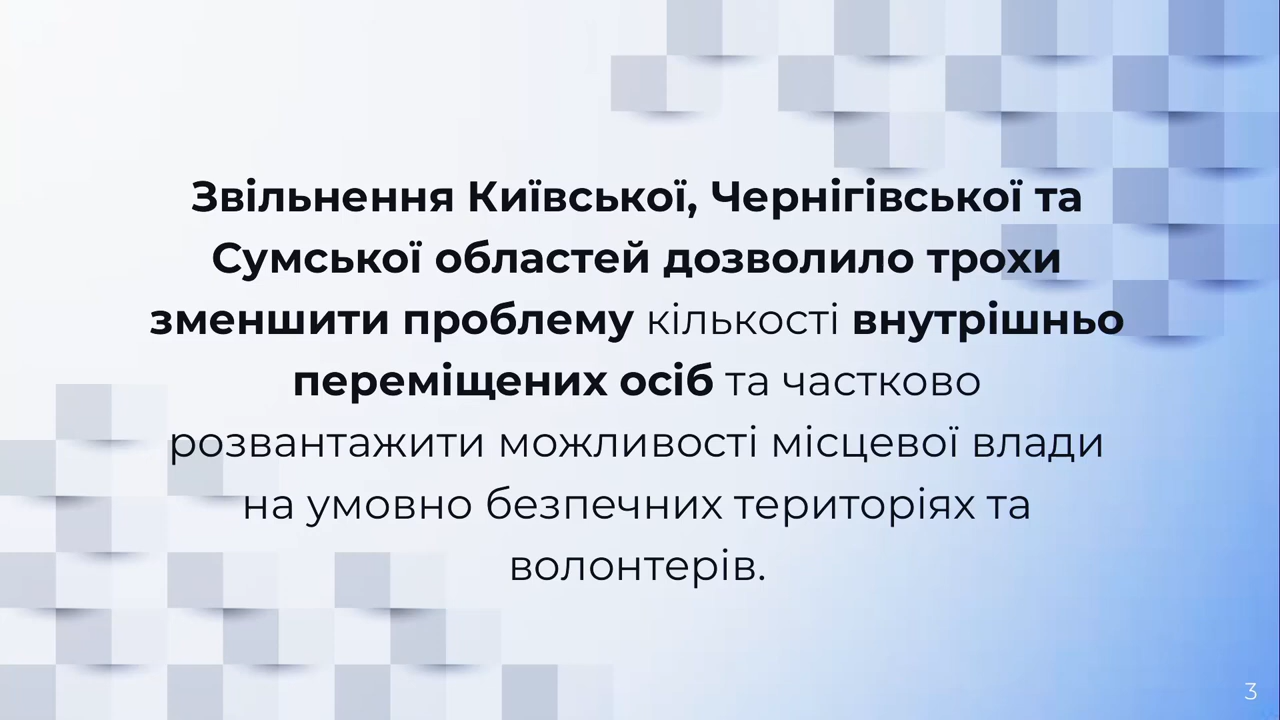 Звільнення Київської, Чернігівської та
Сумської областей дозволило трохи
зменшити проблему кількості внутрішньо
переміщених осіб та частково
розвантажити можливості місцевої влади
на умовно безпечних територіях та
волонтерів.
3